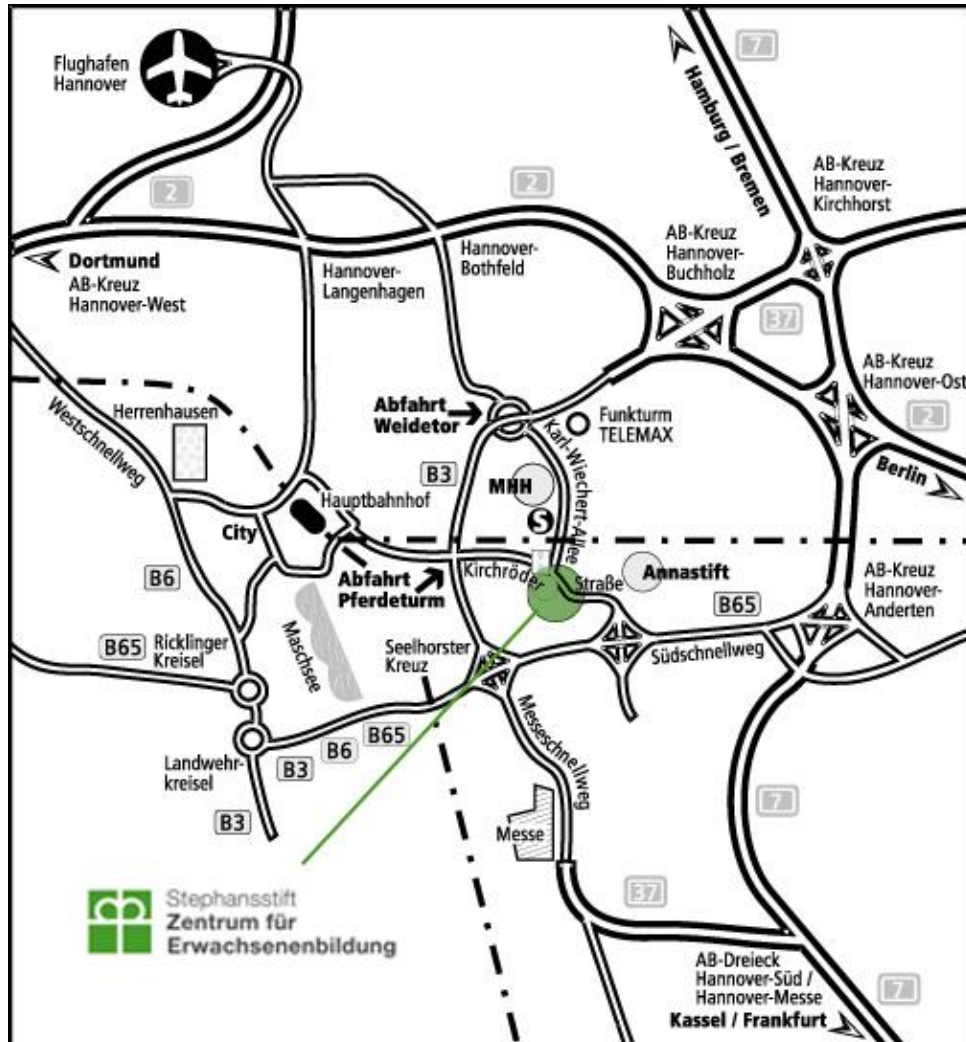 Flughafen
Hannover
7
Hamburg / Bremen
AB-Kreuz
Hannover-
Kirchhorst
2
2
Dortmund
AB-Kreuz
Hannover-West
Hannover-
Langenhagen
Hannover-
Bothfeld
AB-Kreuz
Hannover-
Buchholz
37
AB-Kreuz
Hannover-Ost
2
Berlin
Westschnellweg
Herrenhausen
Abfahrt
Weidetor
Funkturm
TELEMAX
Karl-Wiechert-Allee
B3
MHH
S
Hauptbahnhof
City
Abfahrt
Pferdeturm
Kirchröder
Straße
Annastift
B65
AB-Kreuz
Hannover-
Anderten
B6
B65
Ricklinger
Kreisel
Maschsee
Seelhorster
Kreuz
Südschnellweg
Landwehr-
kreisel
B3
B6
B65
B3
Messeschnellweg
Messe
7
37
AB-Dreieck
Hannover-Süd /
Hannover-Messe
Kassel / Frankfurt
7
Stephansstift
Zentrum für
Erwachsenenbildung